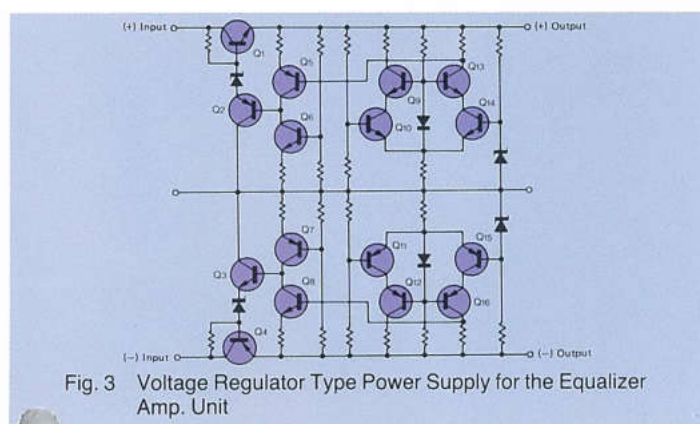 (+) Input
(+) Output
Q1
Q5
Q13
Q2
Q9
Q14
Q6
Q10
Q7
Q11
Q15
Q3
Q8
Q12
Q16
Q4
(−) Input
(−) Output
Fig. 3 Voltage Regulator Type Power Supply for the Equalizer
Amp. Unit